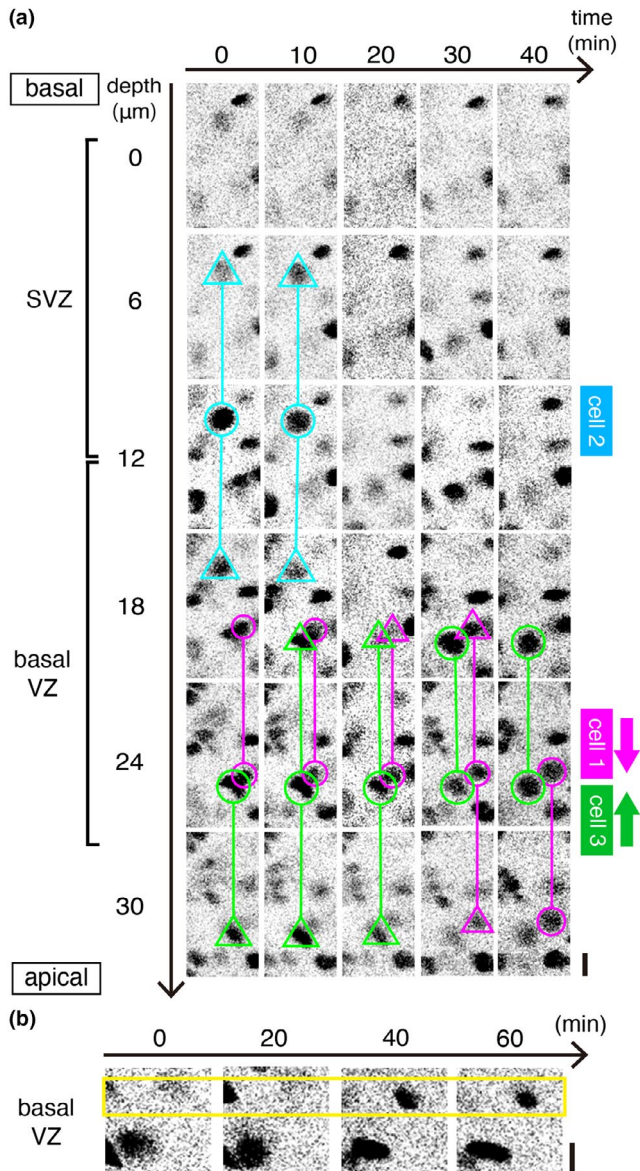 (a)
time
(min)
0 10 20 30 40
basal
depth
(μm)
0
SVZ
6
cell 2
12
18
basal
VZ
24
cell 1
cell 3
30
apical
(b)
(min)
0 20 40 60
basal
VZ